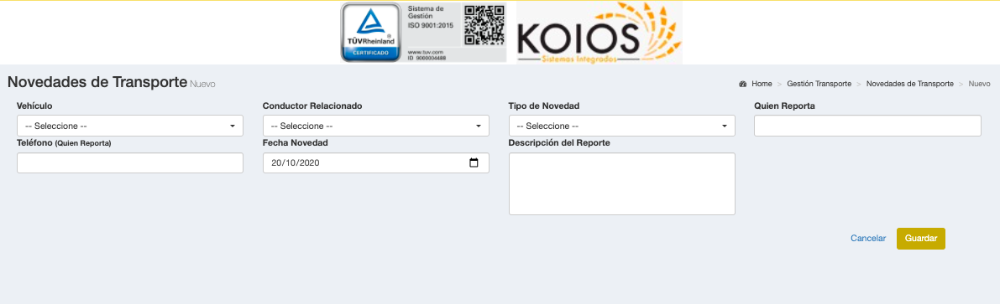 Sistema de
Gestión
ISO 9001:2015
TÜVRheinland
CERTIFICADO
www.tuv.com
ID 9000004488
KOIOS
Sistemas Integrados
Novedades de Transporte Nuevo
Home > Gestión Transporte > Novedades de Transporte > Nuevo
Vehículo Conductor Relacionado Tipo de Novedad Quien Reporta
-- Seleccione -- -- Seleccione -- -- Seleccione --
Teléfono (Quien Reporta) Fecha Novedad Descripción del Reporte
20/10/2020
Cancelar Guardar